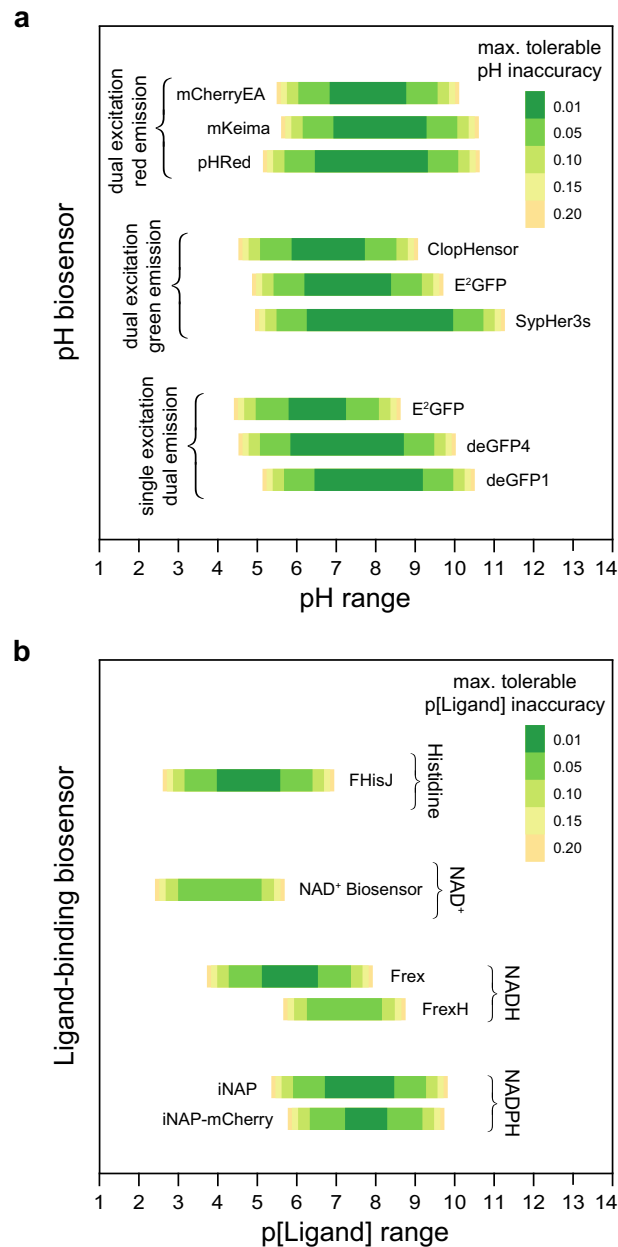 a
max. tolerable
pH inaccuracy
0.01
0.05
0.10
0.15
0.20
pH biosensor
dual excitation
red emission
mCherryEA
mKeima
pHRed
dual excitation
green emission
ClopHensor
E²GFP
SypHer3s
single excitation
dual emission
E²GFP
deGFP4
deGFP1
1 2 3 4 5 6 7 8 9 10 11 12 13 14
pH range
b
max. tolerable
p[Ligand] inaccuracy
0.01
0.05
0.10
0.15
0.20
Ligand-binding biosensor
FHisJ
Histidine
NAD⁺ Biosensor
NAD⁺
Frex
FrexH
NADH
iNAP
iNAP-mCherry
NADPH
1 2 3 4 5 6 7 8 9 10 11 12 13 14
p[Ligand] range